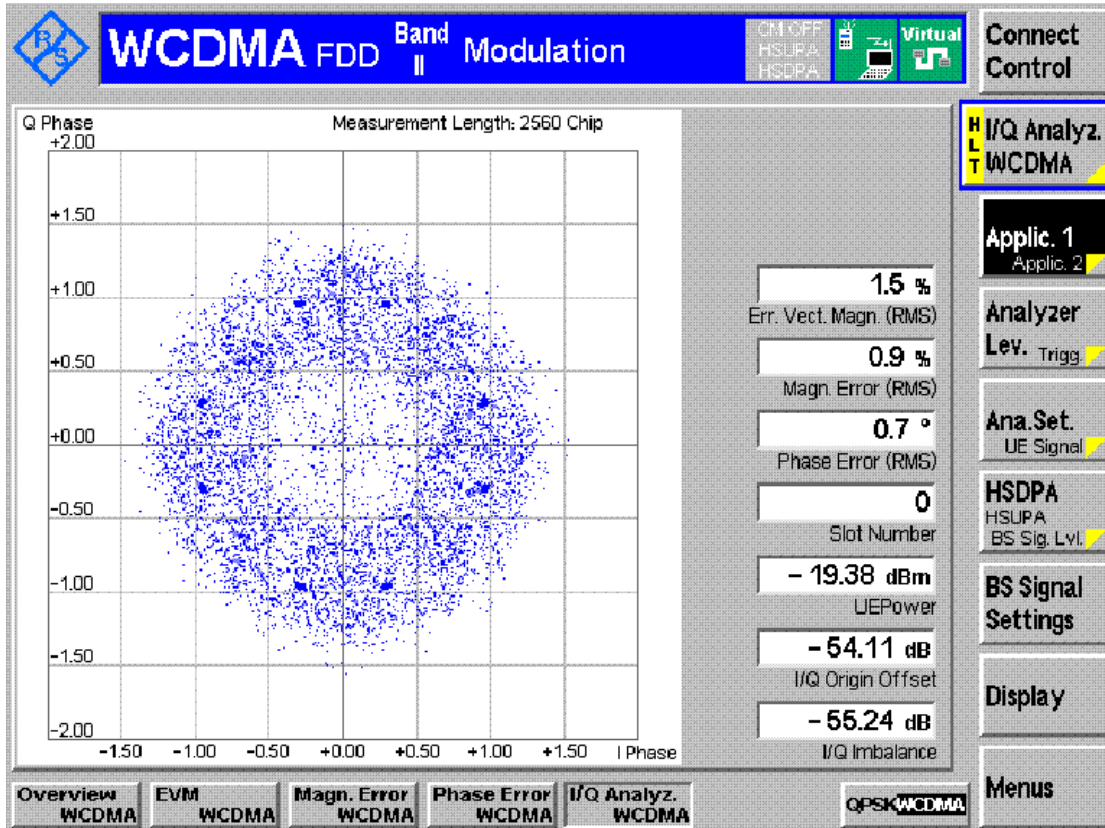 R S
WCDMA FDD Band II Modulation
CM OFF
HSUPA
HSDPA
Virtual
Connect
Control
Q Phase
Measurement Length: 2560 Chip
+2.00
+1.50
+1.00
+0.50
+0.00
-0.50
-1.00
-1.50
-2.00
-1.50 -1.00 -0.50 +0.00 +0.50 +1.00 +1.50 I Phase
1.5 %
Err. Vect. Magn. (RMS)
0.9 %
Magn. Error (RMS)
0.7 °
Phase Error (RMS)
0
Slot Number
- 19.38 dBm
UEPower
- 54.11 dB
I/Q Origin Offset
- 55.24 dB
I/Q Imbalance
HLT
I/Q Analyz.
WCDMA
Applic. 1
Applic. 2
Analyzer
Lev. Trigg.
Ana.Set.
UE Signal
HSDPA
HSUPA
BS Sig. Lvl.
BS Signal
Settings
Display
Menus
Overview
WCDMA
EVM
WCDMA
Magn. Error
WCDMA
Phase Error
WCDMA
I/Q Analyz.
WCDMA
QPSK WCDMA